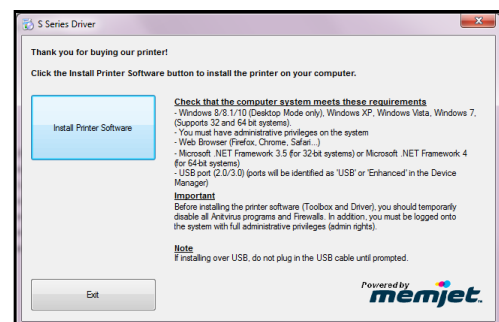 S Series Driver
Thank you for buying our printer!
Click the Install Printer Software button to install the printer on your computer.
Install Printer Software
Check that the computer system meets these requirements
- Windows 8/8.1/10 (Desktop Mode only), Windows XP, Windows Vista, Windows 7,
(Supports 32 and 64 bit systems).
- You must have administrative privileges on the system
- Web Browser (Firefox, Chrome, Safari...)
- Microsoft .NET Framework 3.5 (for 32-bit systems) or Microsoft .NET Framework 4
(for 64-bit systems)
- USB port (2.0/3.0) (ports will be identified as 'USB' or 'Enhanced' in the Device
Manager)
Important
Before installing the printer software (Toolbox and Driver), you should temporarily
disable all Antivirus programs and Firewalls. In addition, you must be logged onto
the system with full administrative privileges (admin rights).
Note
If installing over USB, do not plug in the USB cable until prompted.
Exit
Powered by
memjet.